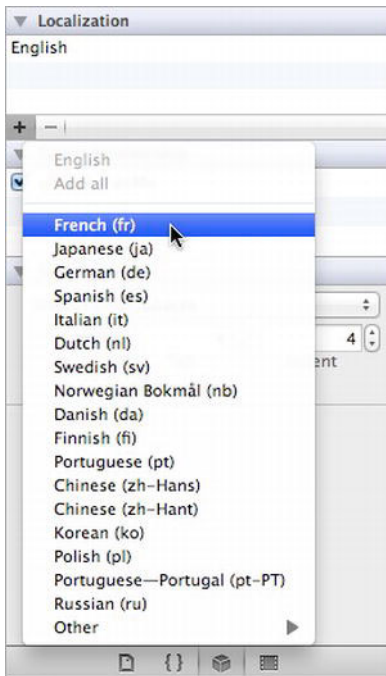 Localization
English
+ −
English
Add all
French (fr)
Japanese (ja)
German (de)
Spanish (es)
Italian (it)
Dutch (nl)
4
Swedish (sv)
Norwegian Bokmål (nb)
Danish (da)
Finnish (fi)
Portuguese (pt)
Chinese (zh-Hans)
Chinese (zh-Hant)
Korean (ko)
Polish (pl)
Portuguese—Portugal (pt-PT)
Russian (ru)
Other
{ }